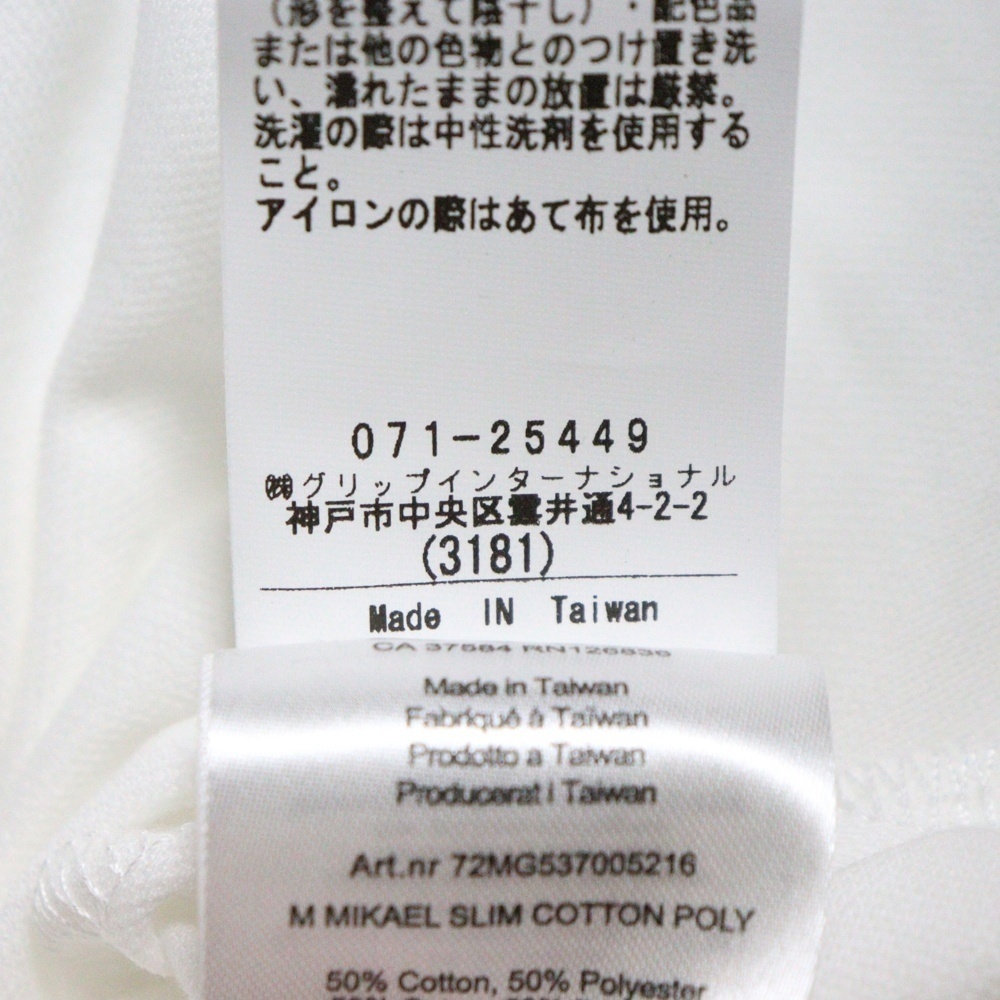 （形を整えて陰干し）・配色品
または他の色物とのつけ置き洗
い、濡れたままの放置は厳禁。
洗濯の際は中性洗剤を使用する
こと。
アイロンの際はあて布を使用。
071-25449
㈱グリップインターナショナル
神戸市中央区雲井通4-2-2
(3181)
Made IN Taiwan
CA 37584 RN126836
Made in Taiwan
Fabriqué à Taïwan
Prodotto a Taiwan
Producerat i Taiwan
Art.nr 72MG537005216
M MIKAEL SLIM COTTON POLY
50% Cotton, 50% Polyester